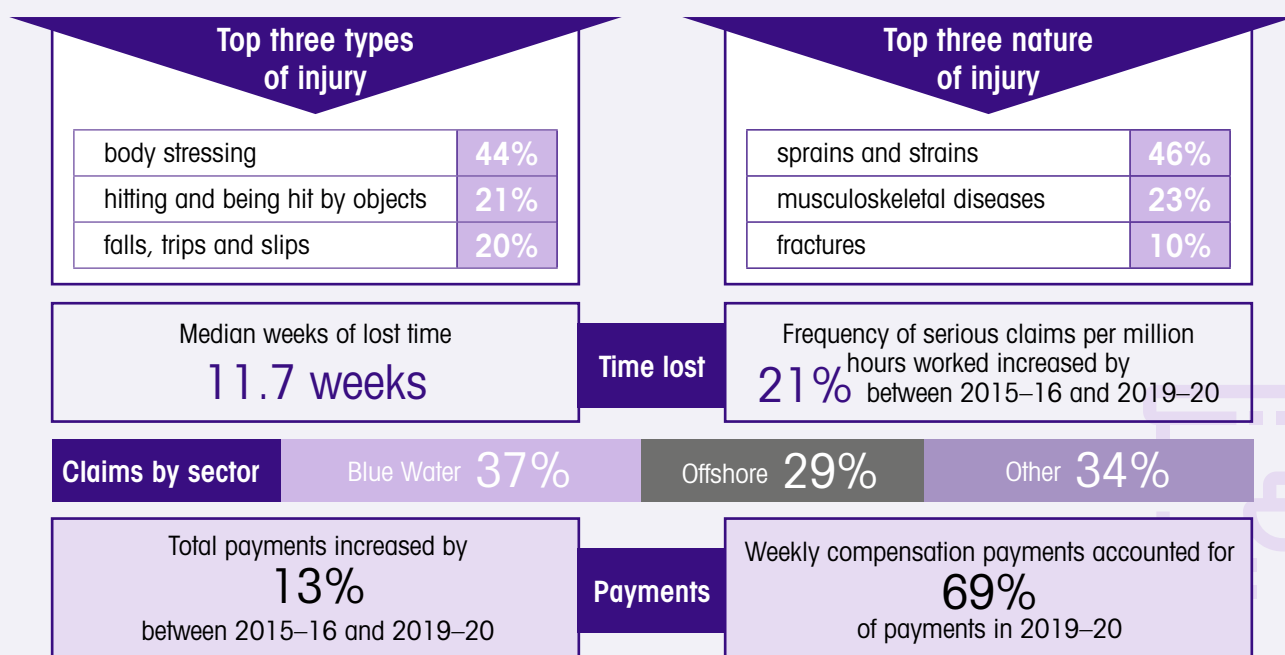 Top three types
of injury
body stressing 44%
hitting and being hit by objects 21%
falls, trips and slips 20%
Top three nature
of injury
sprains and strains 46%
musculoskeletal diseases 23%
fractures 10%
Median weeks of lost time
11.7 weeks
Time lost
Frequency of serious claims per million
hours worked increased by
21% between 2015–16 and 2019–20
Claims by sector Blue Water 37% Offshore 29% Other 34%
Total payments increased by
13%
between 2015–16 and 2019–20
Payments
Weekly compensation payments accounted for
69%
of payments in 2019–20